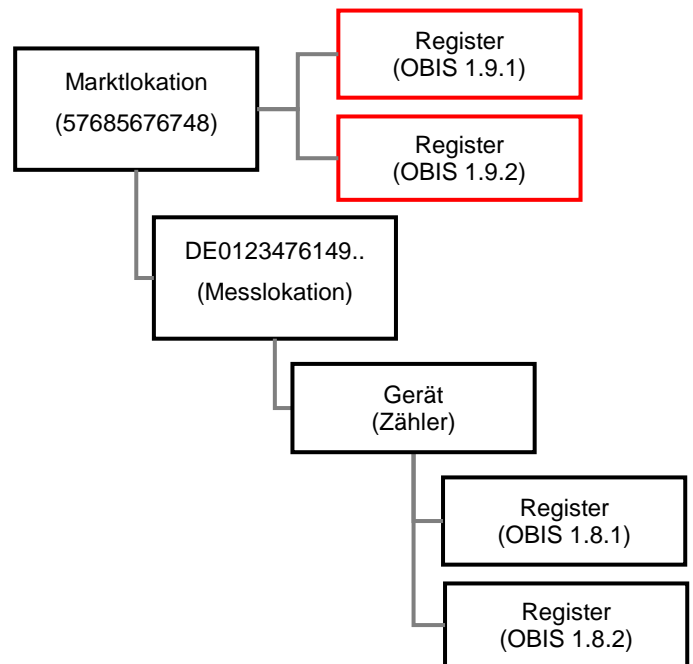 Marktlokation
(57685676748)
Register
(OBIS 1.9.1)
Register
(OBIS 1.9.2)
DE0123476149..
(Messlokation)
Gerät
(Zähler)
Register
(OBIS 1.8.1)
Register
(OBIS 1.8.2)